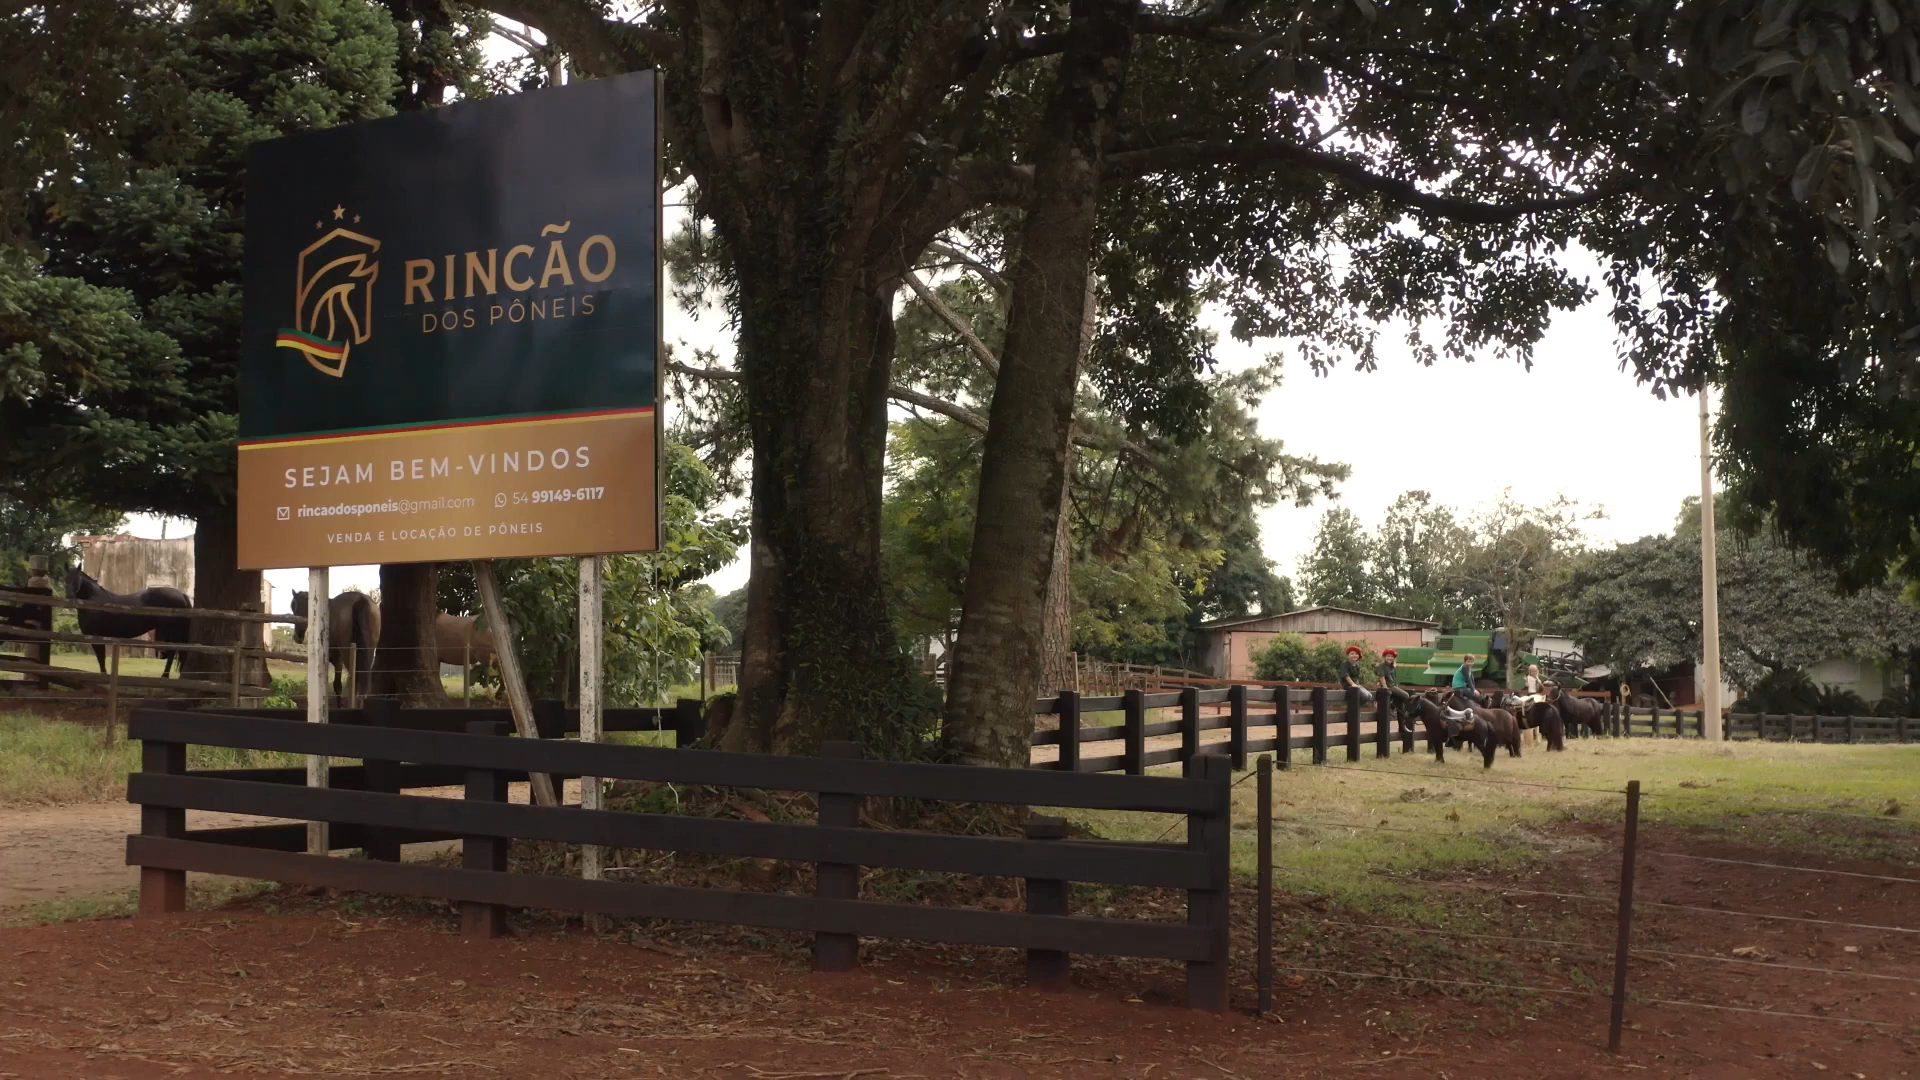 RINCÃO
DOS PÔNEIS
SEJAM BEM-VINDOS
rincaodosponeis@gmail.com 54 99149-6117
VENDA E LOCAÇÃO DE PÔNEIS